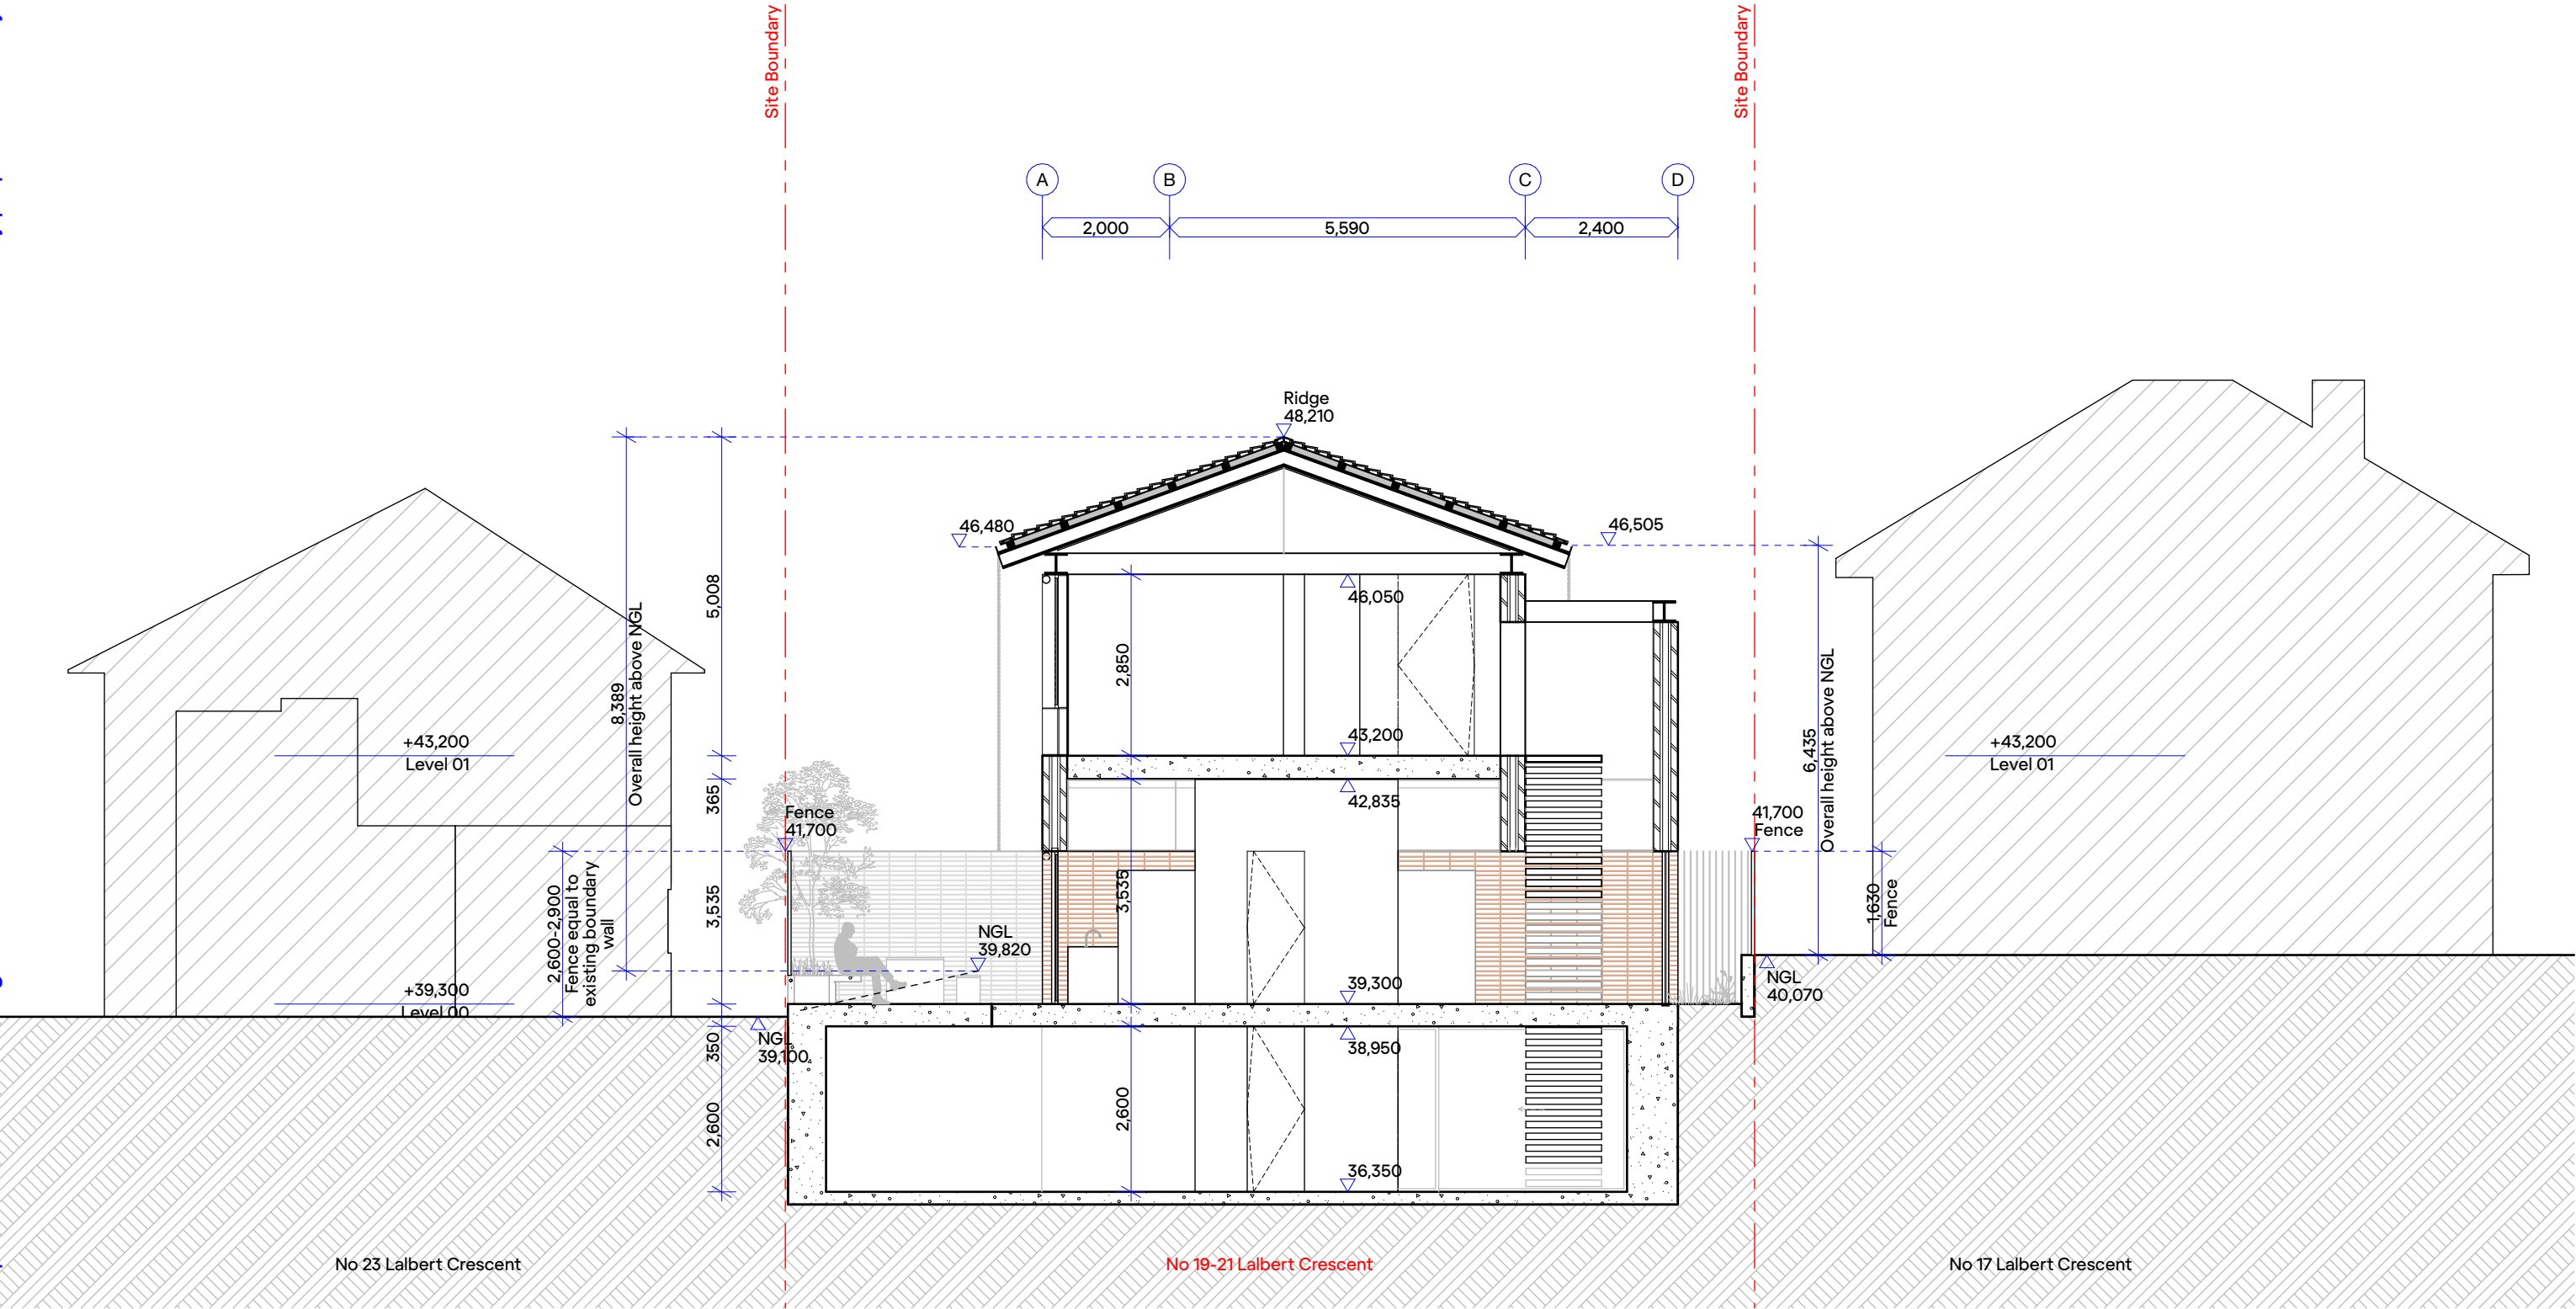 Site Boundary
Site Boundary
A
B
C
D
2,000
5,590
2,400
Ridge
48,210
46,480
46,505
5,008
8,389
Overall height above NGL
46,050
2,850
43,200
+43,200
Level 01
+43,200
Level 01
6,435
Overall height above NGL
365
42,835
Fence
41,700
41,700
Fence
3,535
3,535
2,600-2,900
Fence equal to
existing boundary
wall
1,630
Fence
NGL
39,820
+39,300
Level 00
39,300
NGL
40,070
NGL
39,100
350
38,950
2,600
2,600
36,350
No 23 Lalbert Crescent
No 19-21 Lalbert Crescent
No 17 Lalbert Crescent